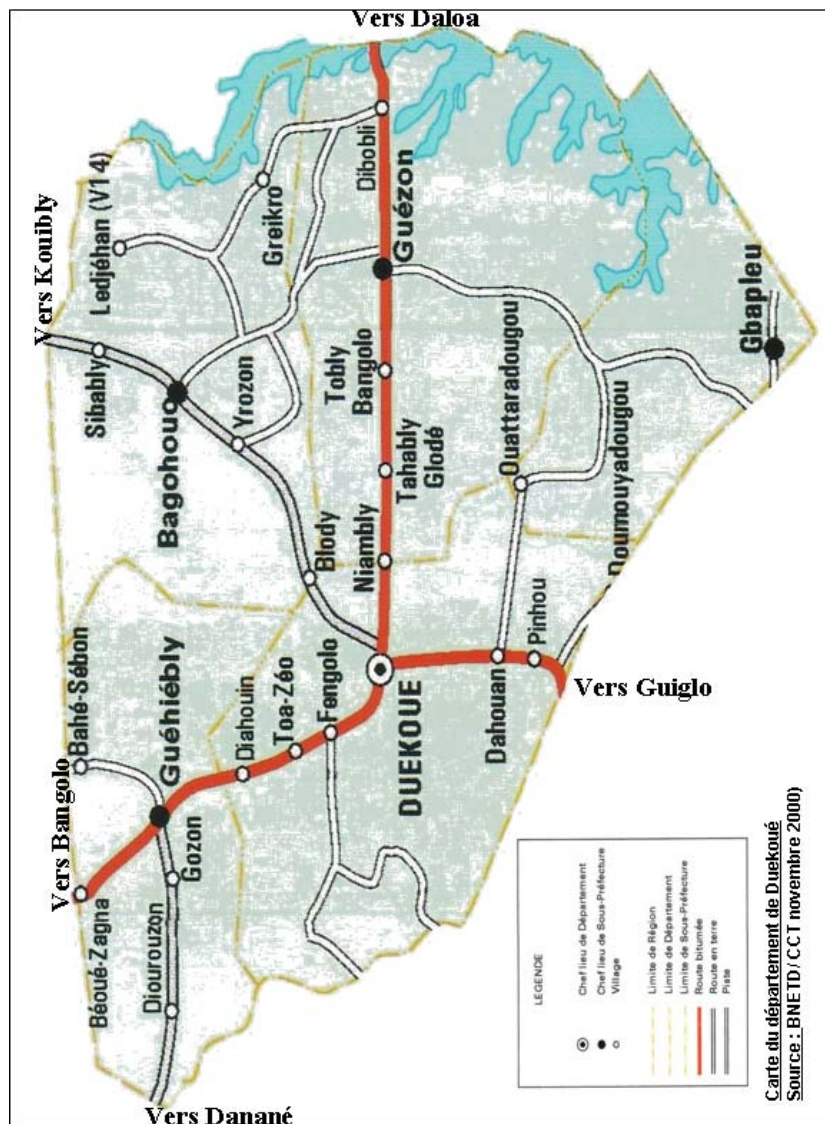 Vers Daloa
Vers Kouibly
Ledjéhan (V14)
Greikro
Dibobli
Guézon
Sibably
Bagohouo
Yrozon
Tobly
Bangolo
Tahably
Glodé
Ouattaradougou
Gbapleu
Doumouyadougou
Blody
Niambly
Bahé-Sébon
Guéhiébly
Diahouin
Toa-Zéo
Fengolo
DUEKOUE
Dahouan
Pinhou
Vers Guiglo
Vers Bangolo
Béoué-Zagna
Gozon
Diourouzon
Vers Danané
LEGENDE
Chef lieu de Département
Chef lieu de Sous-Préfecture
Village
Limite de Région
Limite de Département
Limite de Sous-Préfecture
Route bitumée
Route en terre
Piste
Carte du département de Duekoué
Source : BNETD/ CCT novembre 2000)